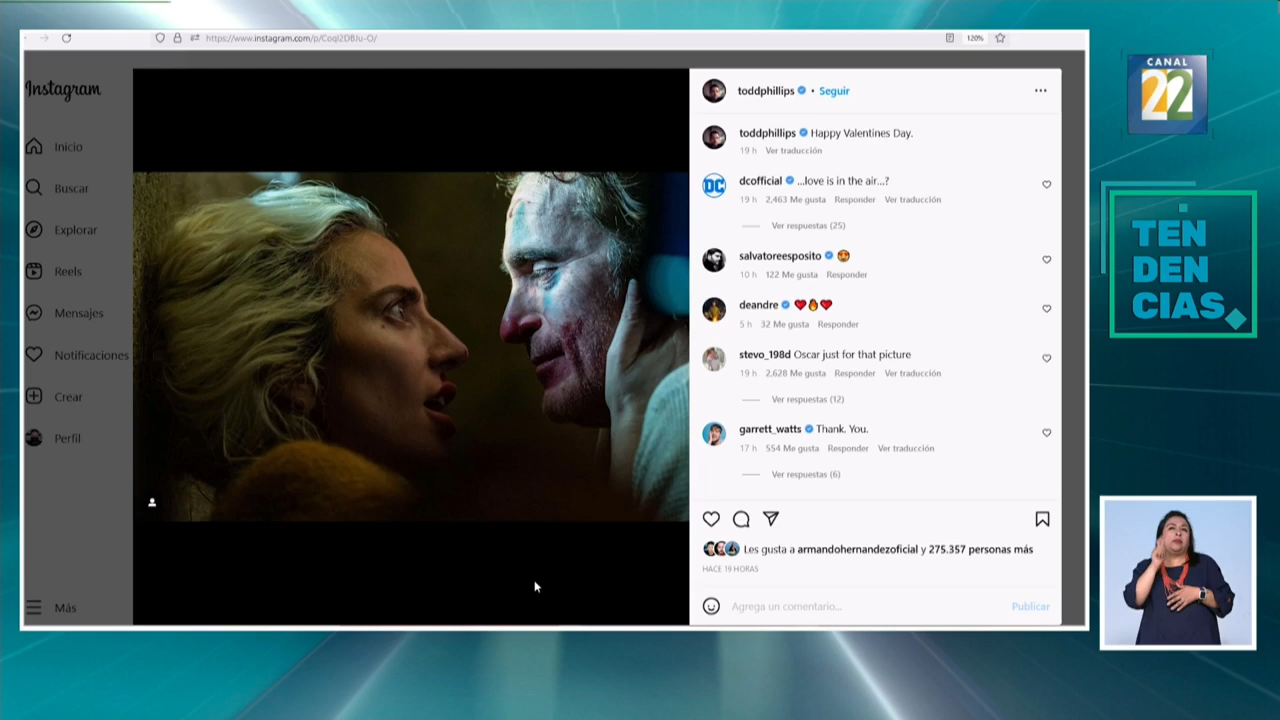 https://www.instagram.com/p/Coql2DBJu-O/
120%
CANAL
22
Instagram
Inicio
Buscar
Explorar
Reels
Mensajes
Notificaciones
Crear
Perfil
Más
toddphillips • Seguir
toddphillips Happy Valentines Day.
19 h Ver traducción
DC
dcofficial ...love is in the air...?
19 h 2,463 Me gusta Responder Ver traducción
Ver respuestas (25)
salvatoreesposito 😍
10 h 122 Me gusta Responder
deandre ❤️🔥❤️
5 h 32 Me gusta Responder
stevo_198d Oscar just for that picture
19 h 2,628 Me gusta Responder Ver traducción
Ver respuestas (12)
garrett_watts Thank. You.
17 h 554 Me gusta Responder Ver traducción
Ver respuestas (6)
Les gusta a armandohernandezoficial y 275.357 personas más
HACE 19 HORAS
Agrega un comentario...
Publicar
TEN
DEN
CIAS